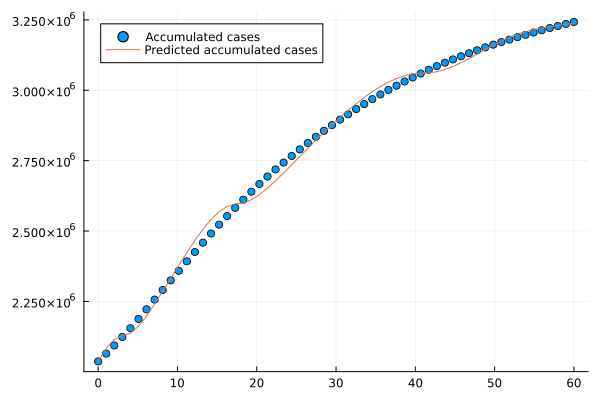 3.250×10⁶
Accumulated cases
Predicted accumulated cases
3.000×10⁶
2.750×10⁶
2.500×10⁶
2.250×10⁶
0 10 20 30 40 50 60